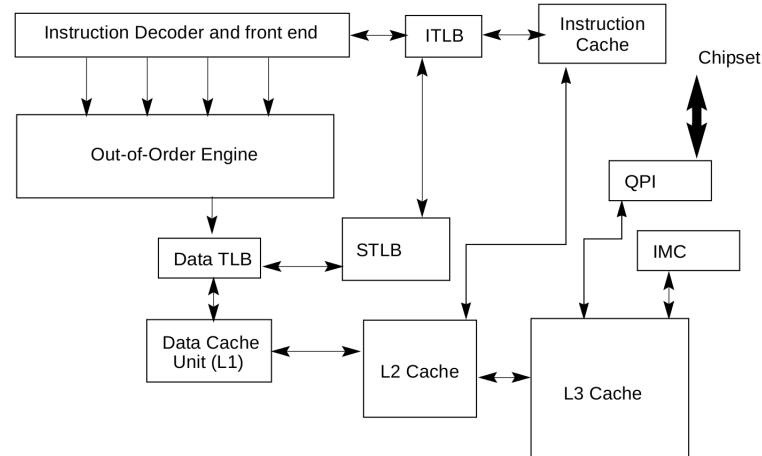 Instruction Decoder and front end
ITLB
Instruction
Cache
Chipset
Out-of-Order Engine
QPI
Data TLB
STLB
IMC
Data Cache
Unit (L1)
L2 Cache
L3 Cache